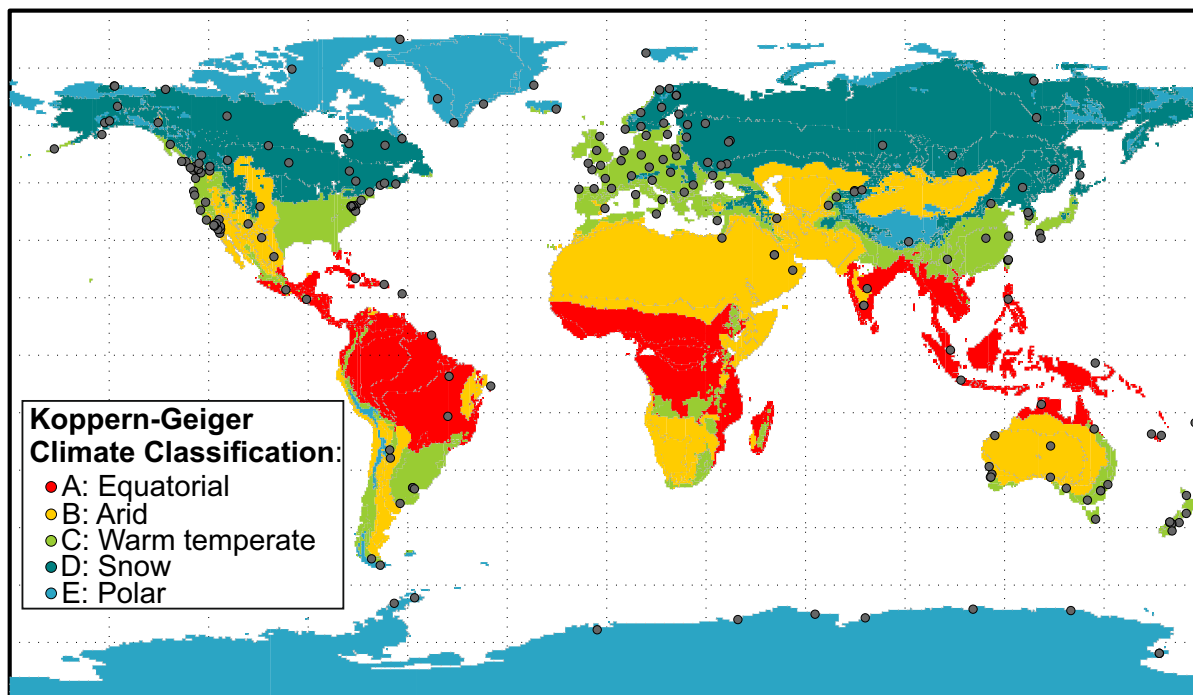 Koppern-Geiger
Climate Classification:
A: Equatorial
B: Arid
C: Warm temperate
D: Snow
E: Polar